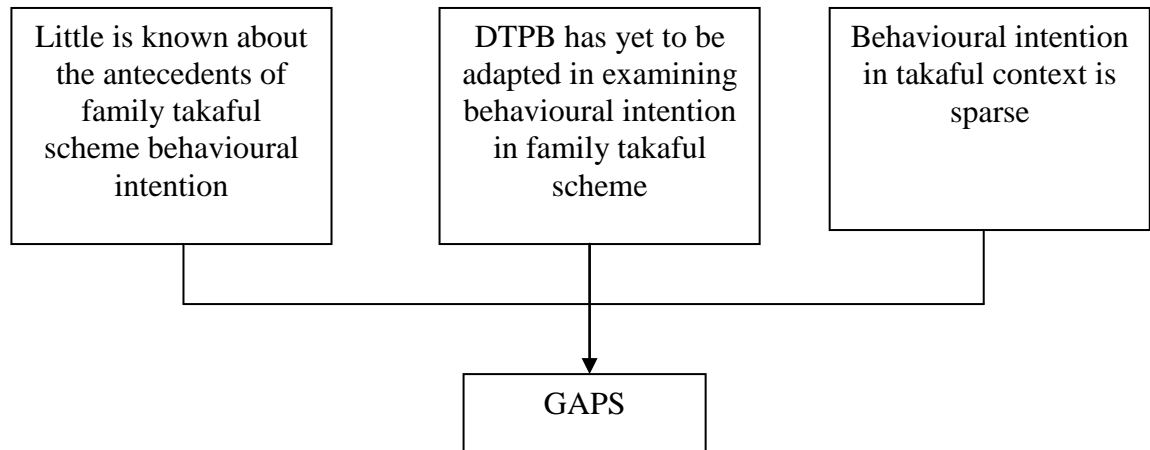 Little is known about
the antecedents of
family takaful
scheme behavioural
intention
DTPB has yet to be
adapted in examining
behavioural intention
in family takaful
scheme
Behavioural intention
in takaful context is
sparse
GAPS